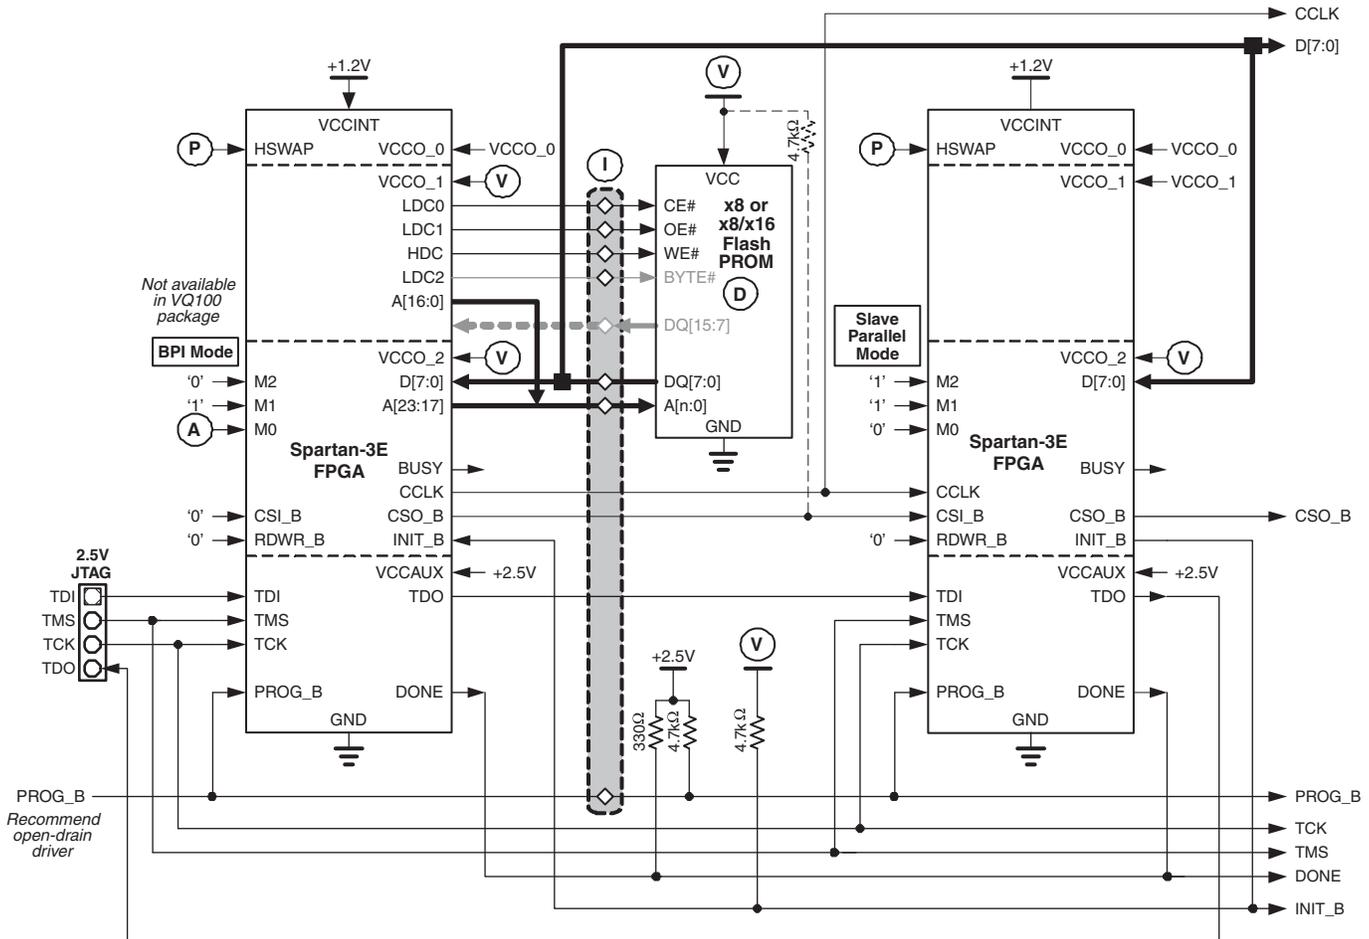 CCLK
D[7:0]
+1.2V
V
+1.2V
VCCINT
4.7kΩ
VCCINT
P
HSWAP
VCCO_0
VCCO_0
P
HSWAP
VCCO_0
VCCO_0
I
VCCO_1
V
VCC
VCCO_1
VCCO_1
LDC0
CE#
x8 or
x8/x16
Flash
PROM
LDC1
OE#
HDC
WE#
LDC2
BYTE#
D
Not available
in VQ100
package
A[16:0]
DQ[15:7]
Slave
Parallel
Mode
BPI Mode
VCCO_2
V
VCCO_2
V
‘0’
M2
D[7:0]
DQ[7:0]
‘1’
M2
D[7:0]
‘1’
M1
A[23:17]
A[n:0]
‘1’
M1
A
M0
GND
‘0’
M0
Spartan-3E
FPGA
Spartan-3E
FPGA
BUSY
BUSY
CCLK
CCLK
‘0’
CSI_B
CSO_B
CSI_B
CSO_B
CSO_B
‘0’
RDWR_B
INIT_B
‘0’
RDWR_B
INIT_B
2.5V
JTAG
VCCAUX
+2.5V
VCCAUX
+2.5V
TDI
TDI
TDO
TDI
TDO
TMS
TMS
TMS
TCK
TCK
TCK
TDO
+2.5V
V
PROG_B
DONE
PROG_B
DONE
330Ω
4.7kΩ
4.7kΩ
GND
GND
PROG_B
PROG_B
Recommend
open-drain
driver
TCK
TMS
DONE
INIT_B